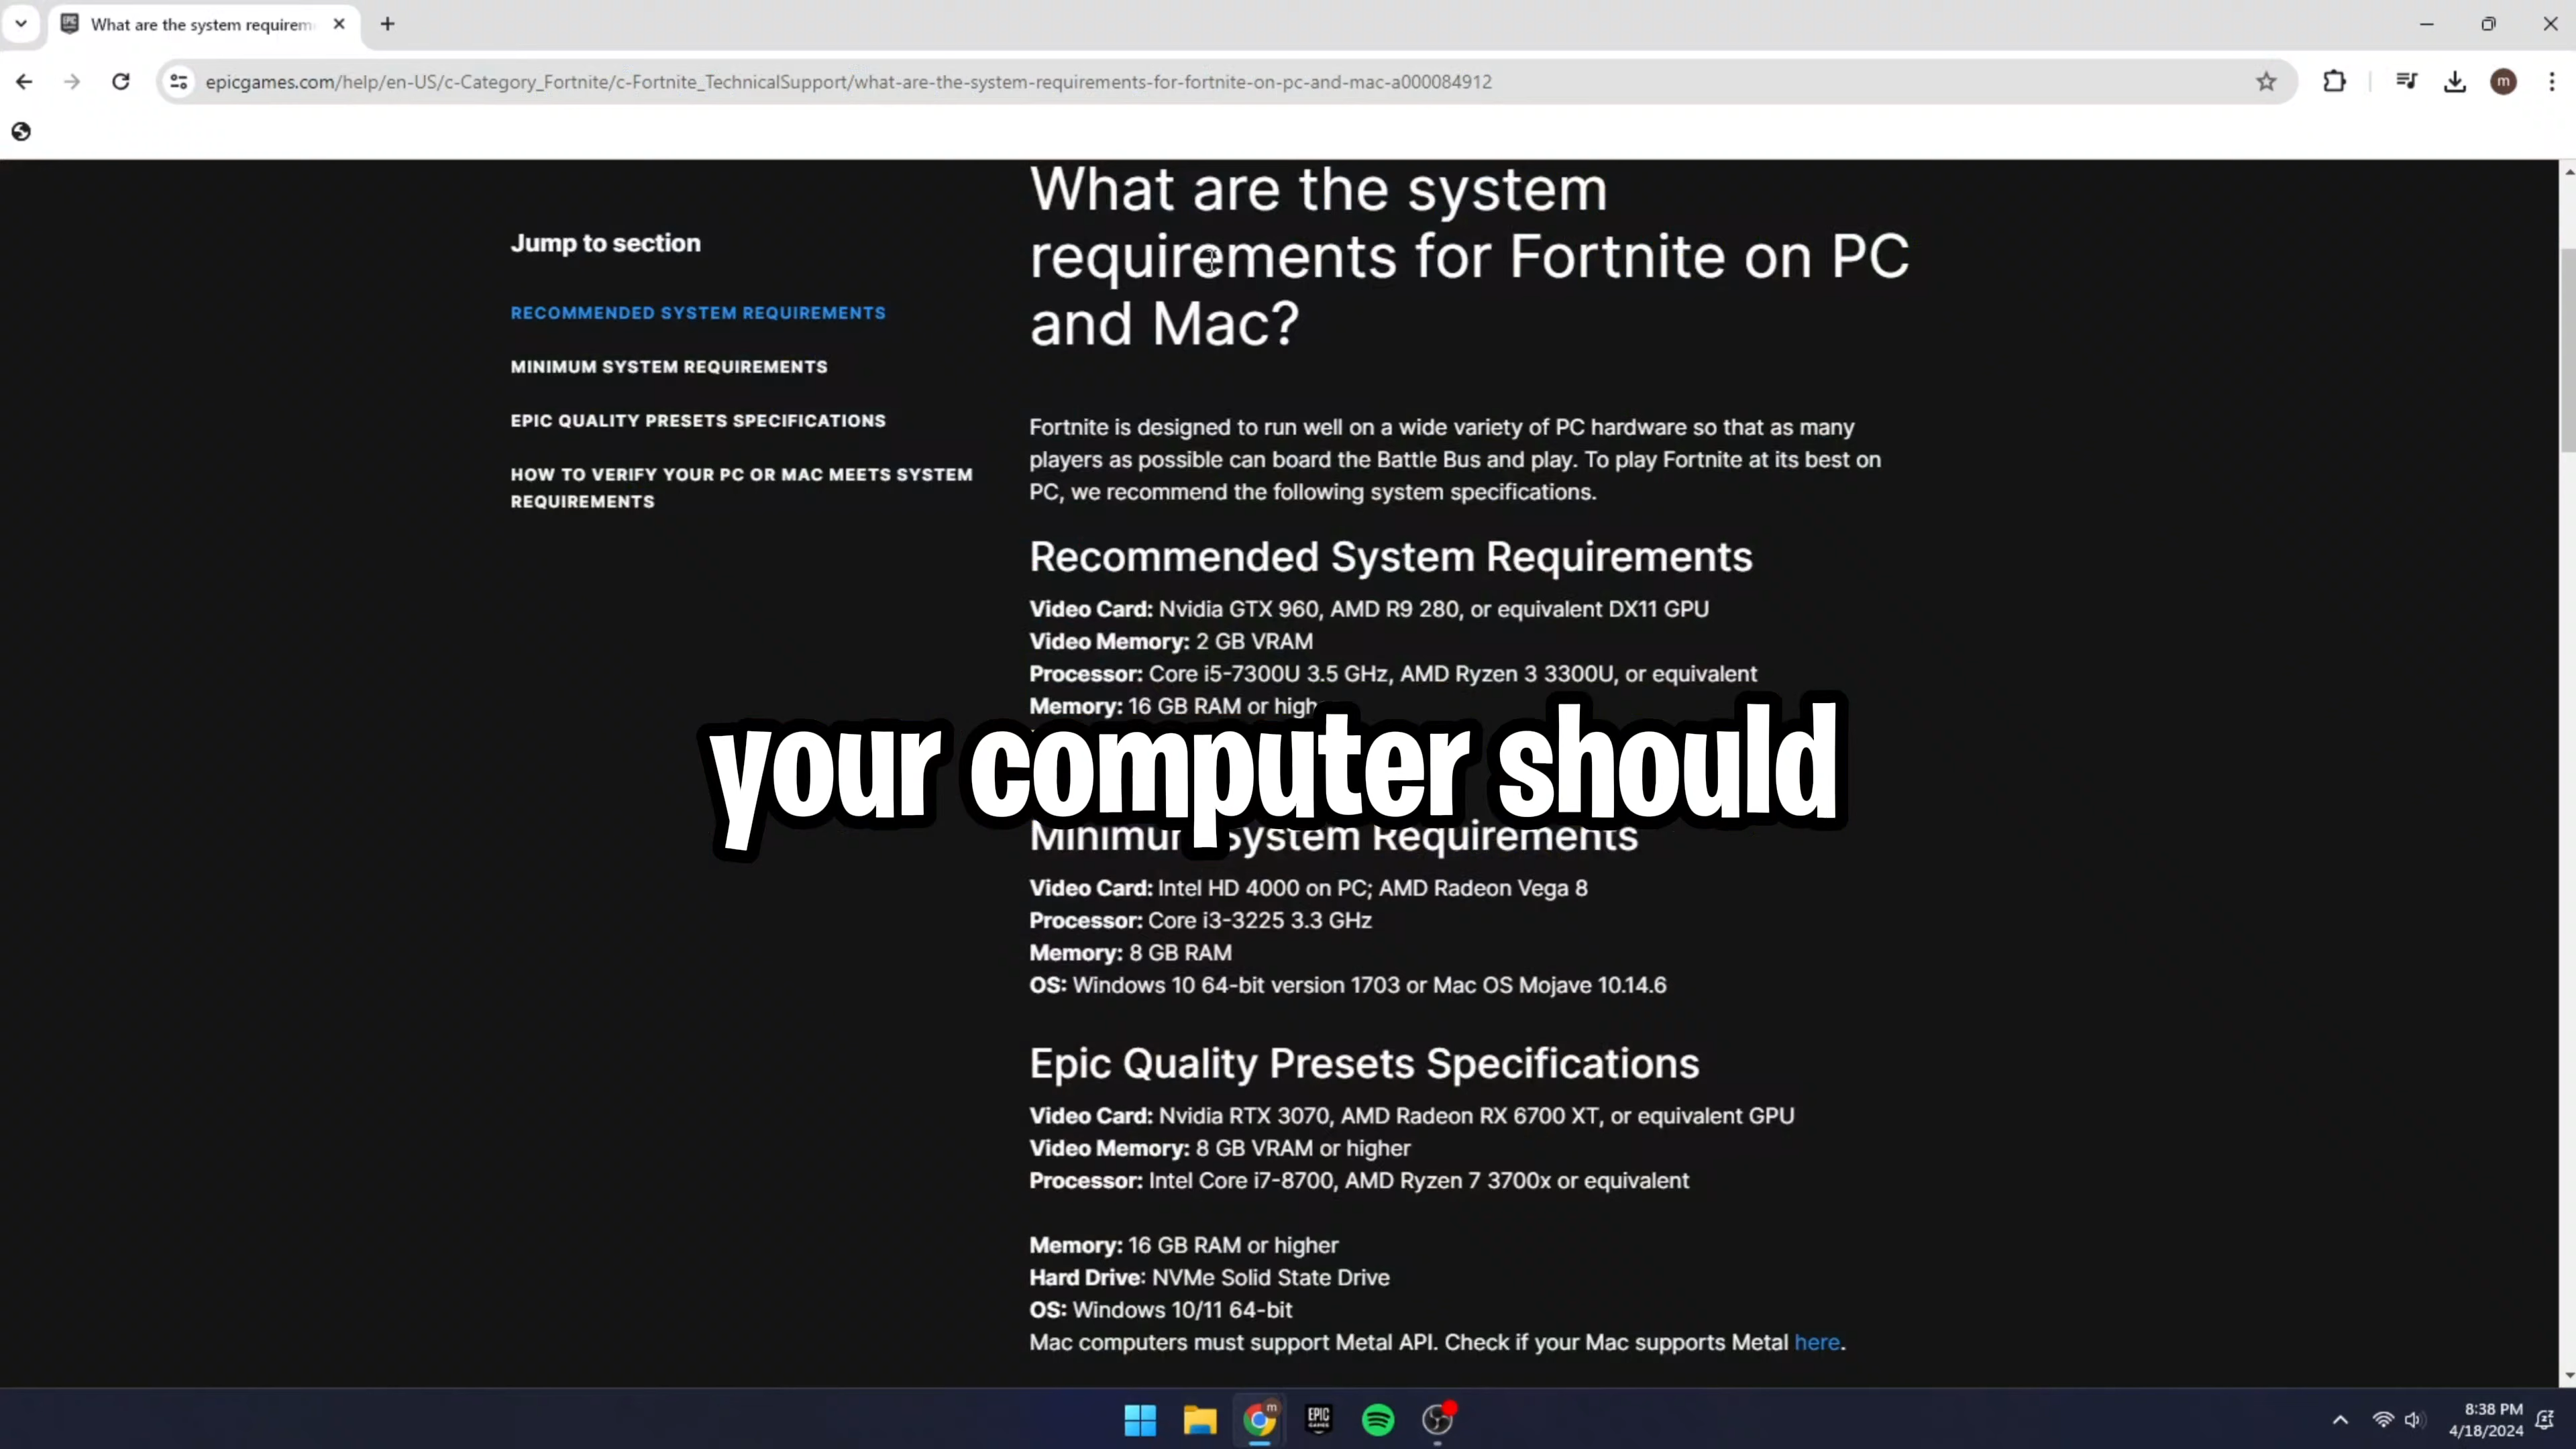 What are the system requirem
epicgames.com/help/en-US/c-Category_Fortnite/c-Fortnite_TechnicalSupport/what-are-the-system-requirements-for-fortnite-on-pc-and-mac-a000084912
m
Jump to section
RECOMMENDED SYSTEM REQUIREMENTS
MINIMUM SYSTEM REQUIREMENTS
EPIC QUALITY PRESETS SPECIFICATIONS
HOW TO VERIFY YOUR PC OR MAC MEETS SYSTEM
REQUIREMENTS
What are the system
requirements for Fortnite on PC
and Mac?
Fortnite is designed to run well on a wide variety of PC hardware so that as many
players as possible can board the Battle Bus and play. To play Fortnite at its best on
PC, we recommend the following system specifications.
Recommended System Requirements
Video Card: Nvidia GTX 960, AMD R9 280, or equivalent DX11 GPU
Video Memory: 2 GB VRAM
Processor: Core i5-7300U 3.5 GHz, AMD Ryzen 3 3300U, or equivalent
Memory: 16 GB RAM or high
your computer should
Minimum System Requirements
Video Card: Intel HD 4000 on PC; AMD Radeon Vega 8
Processor: Core i3-3225 3.3 GHz
Memory: 8 GB RAM
OS: Windows 10 64-bit version 1703 or Mac OS Mojave 10.14.6
Epic Quality Presets Specifications
Video Card: Nvidia RTX 3070, AMD Radeon RX 6700 XT, or equivalent GPU
Video Memory: 8 GB VRAM or higher
Processor: Intel Core i7-8700, AMD Ryzen 7 3700x or equivalent
Memory: 16 GB RAM or higher
Hard Drive: NVMe Solid State Drive
OS: Windows 10/11 64-bit
Mac computers must support Metal API. Check if your Mac supports Metal here.
m
EPIC
GAMES
8:38 PM
4/18/2024